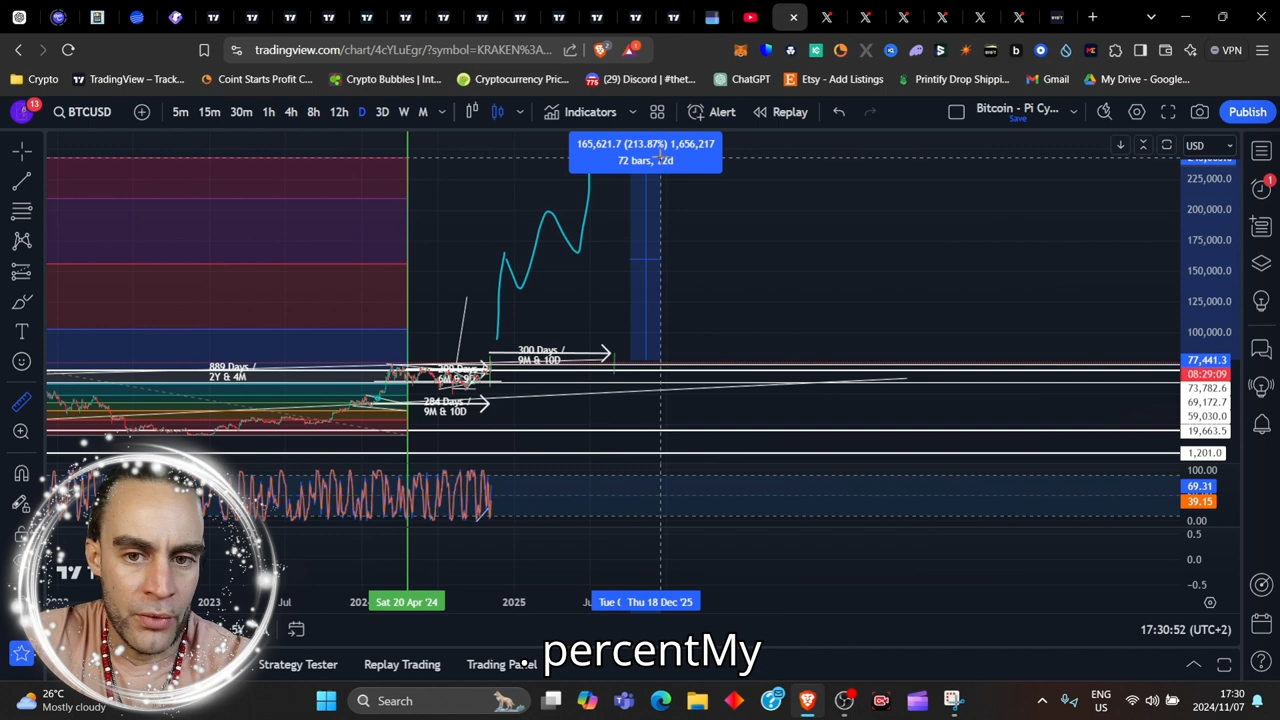 tradingview.com/chart/4cYLuEgr/?symbol=KRAKEN%3A...
2
1
VPN
Crypto
TradingView – Track...
Coint Starts Profit C...
Crypto Bubbles | Int...
Cryptocurrency Pric...
(29) Discord | #thet...
ChatGPT
Etsy - Add Listings
Printify Drop Shippi...
Gmail
My Drive - Google...
13
BTCUSD
5m
15m
30m
1h
4h
8h
12h
D
3D
W
M
Indicators
Alert
Replay
Bitcoin - Pi Cy...
Save
Publish
165,621.7 (213.87%) 1,656,217
USD
225,000.0
200,000.0
175,000.0
150,000.0
125,000.0
100,000.0
77,441.3
08:29:09
73,782.6
69,172.7
59,030.0
19,663.5
1,201.0
100.00
69.31
39.15
0.00
0.5
0.0
−0.5
889 Days /
2Y & 4M
300 Days /
9M & 10D
284 Days /
9M & 10D
2023
Jul
Sat 20 Apr '24
2025
Thu 18 Dec '25
17:30:52 (UTC+2)
Strategy Tester
Replay Trading
Trading Panel
percentMy
26°C
Mostly cloudy
Search
ENG
US
17:30
2024/11/07